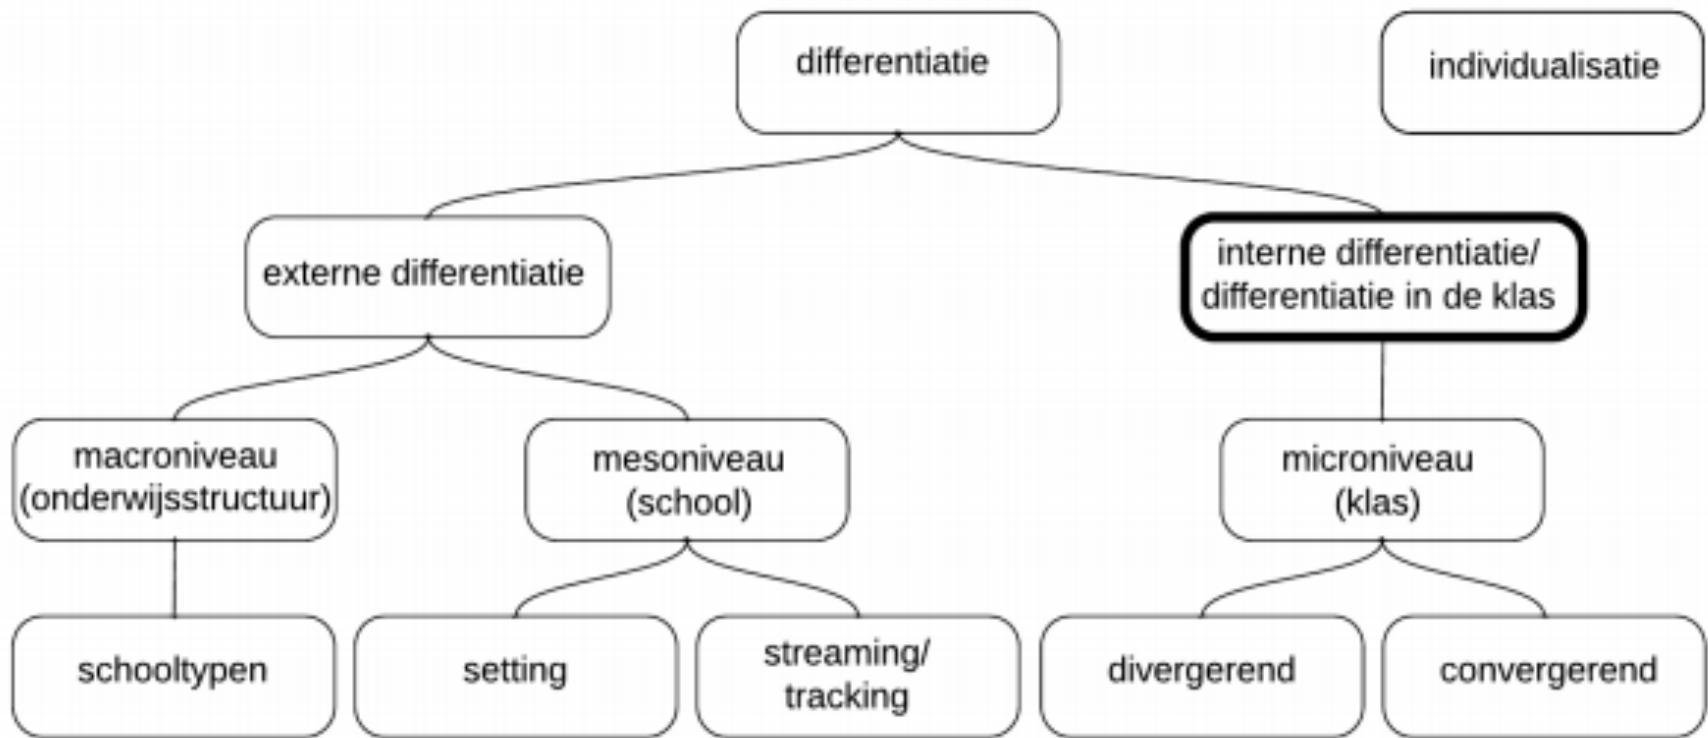 differentiatie
individualisatie
externe differentiatie
interne differentiatie/
differentiatie in de klas
macroniveau
(onderwijsstructuur)
mesoniveau
(school)
microniveau
(klas)
schooltypen
setting
streaming/
tracking
divergerend
convergerend